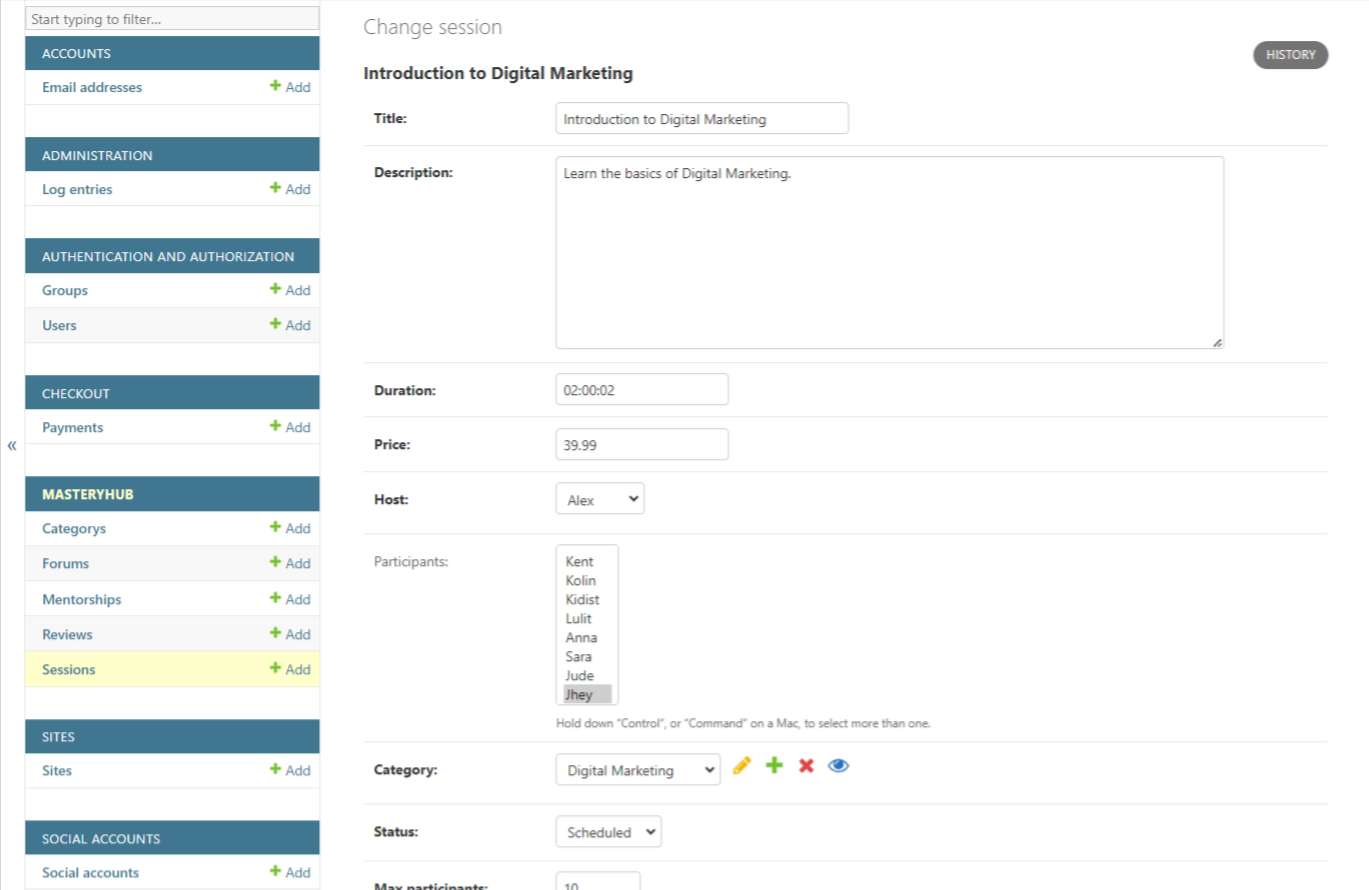 Start typing to filter...
ACCOUNTS
Email addresses + Add
ADMINISTRATION
Log entries + Add
AUTHENTICATION AND AUTHORIZATION
Groups + Add
Users + Add
CHECKOUT
Payments + Add
«
MASTERYHUB
Categorys + Add
Forums + Add
Mentorships + Add
Reviews + Add
Sessions + Add
SITES
Sites + Add
SOCIAL ACCOUNTS
Social accounts + Add
Change session
HISTORY
Introduction to Digital Marketing
Title: Introduction to Digital Marketing
Description: Learn the basics of Digital Marketing.
Duration: 02:00:02
Price: 39.99
Host: Alex
Participants: Kent
Kolin
Kidist
Lulit
Anna
Sara
Jude
Jhey
Hold down “Control”, or “Command” on a Mac, to select more than one.
Category: Digital Marketing
Status: Scheduled
Max participants: 10